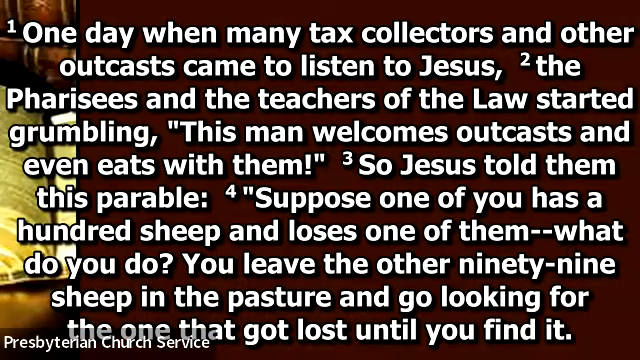 1 One day when many tax collectors and other
outcasts came to listen to Jesus, 2 the
Pharisees and the teachers of the Law started
grumbling, "This man welcomes outcasts and
even eats with them!" 3 So Jesus told them
this parable: 4 "Suppose one of you has a
hundred sheep and loses one of them--what
do you do? You leave the other ninety-nine
sheep in the pasture and go looking for
the one that got lost until you find it.
Presbyterian Church Service